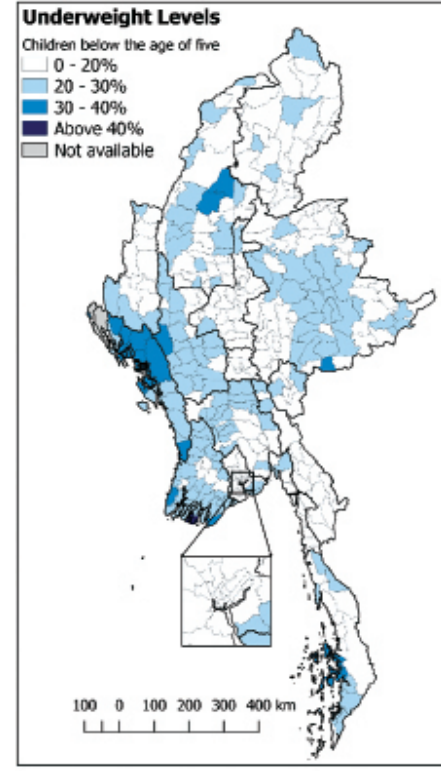 Underweight Levels
Children below the age of five
0 - 20%
20 - 30%
30 - 40%
Above 40%
Not available
100 0 100 200 300 400 km